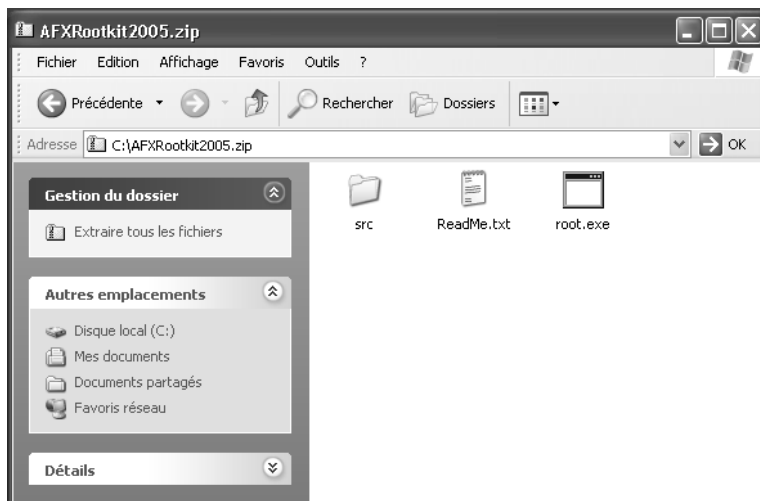 AFXRootkit2005.zip
Fichier Edition Affichage Favoris Outils ?
Précédente Rechercher Dossiers
Adresse C:\AFXRootkit2005.zip OK
Gestion du dossier
Extraire tous les fichiers
Autres emplacements
Disque local (C:)
Mes documents
Documents partagés
Favoris réseau
Détails
src ReadMe.txt root.exe